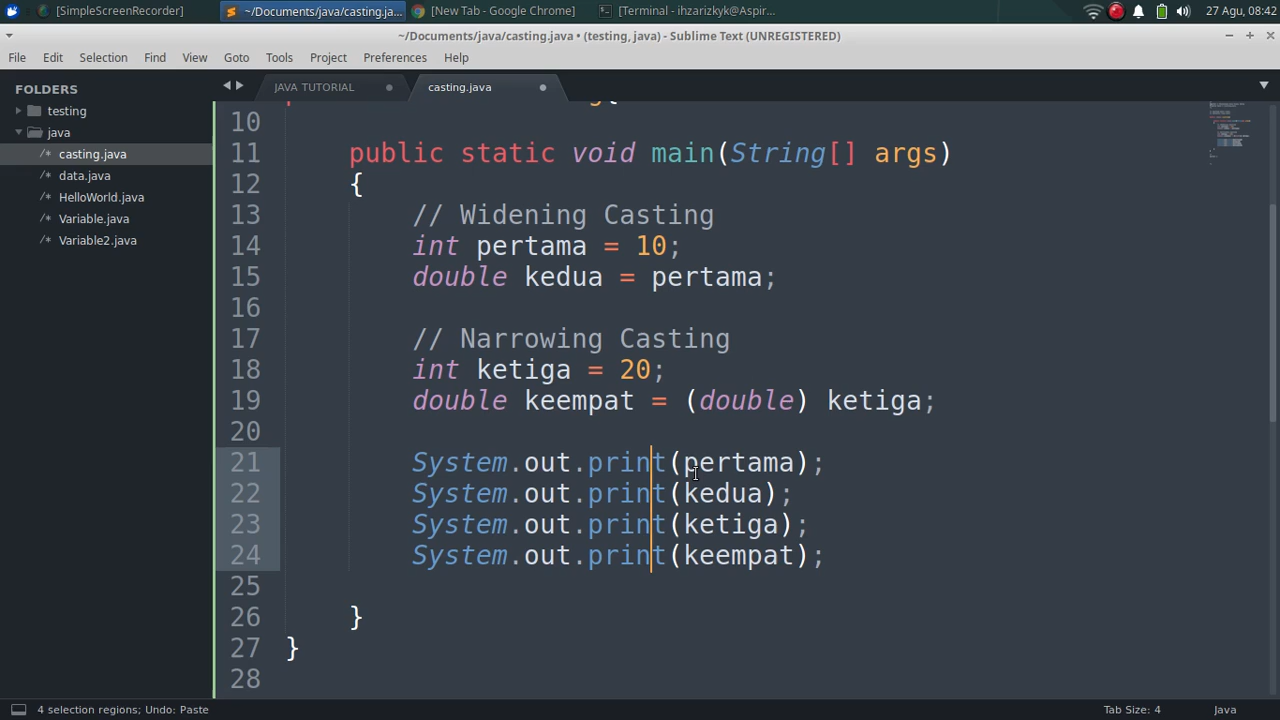 [SimpleScreenRecorder]
~/Documents/java/casting.ja...
[New Tab - Google Chrome]
[Terminal - ihzarizkyk@Aspir...
27 Agu, 08:42
~/Documents/java/casting.java • (testing, java) - Sublime Text (UNREGISTERED)
File Edit Selection View Goto Tools Project Preferences Help
FOLDERS
testing
java
/* casting.java
/* data.java
/* HelloWorld.java
/* Variable.java
/* Variable2.java
JAVA TUTORIAL
casting.java
10
11 public static void main(String[] args)
12 {
13 // Widening Casting
14 int pertama = 10;
15 double kedua = pertama;
16
17 // Narrowing Casting
18 int ketiga = 20;
19 double keempat = (double) ketiga;
20
21 System.out.print(pertama);
22 System.out.print(kedua);
23 System.out.print(ketiga);
24 System.out.print(keempat);
25
26 }
27 }
28
4 selection regions; Undo: Paste
Tab Size: 4
Java